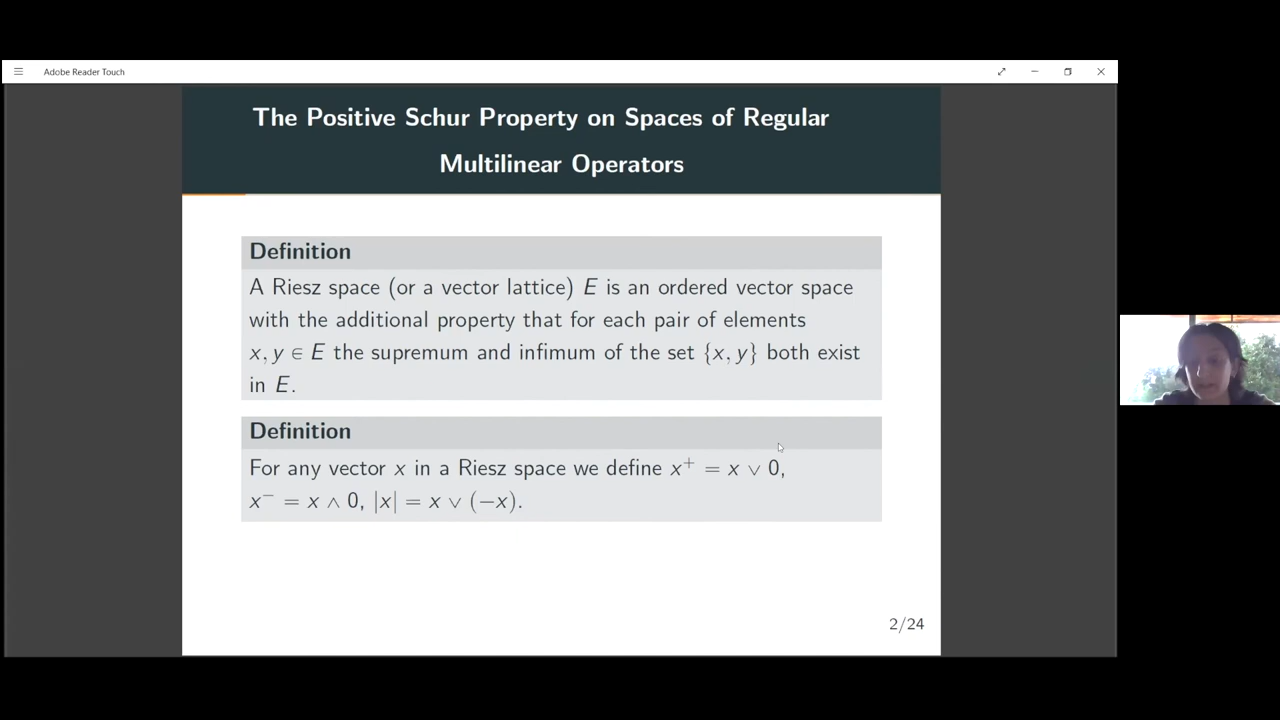 Adobe Reader Touch
The Positive Schur Property on Spaces of Regular
Multilinear Operators
Definition
A Riesz space (or a vector lattice) E is an ordered vector space
with the additional property that for each pair of elements
x, y ∈ E the supremum and infimum of the set {x, y} both exist
in E.
Definition
For any vector x in a Riesz space we define x⁺ = x ∨ 0,
x⁻ = x ∧ 0, |x| = x ∨ (−x).
2/24